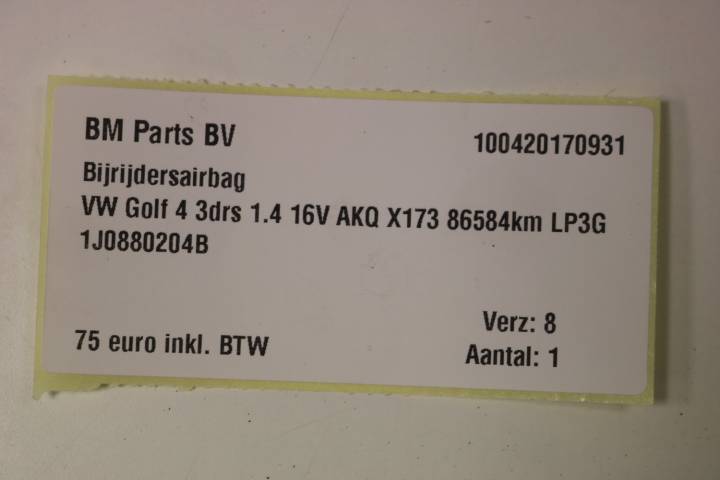 BM Parts BV 100420170931
Bijrijdersairbag
VW Golf 4 3drs 1.4 16V AKQ X173 86584km LP3G
1J0880204B
Verz: 8
75 euro inkl. BTW Aantal: 1